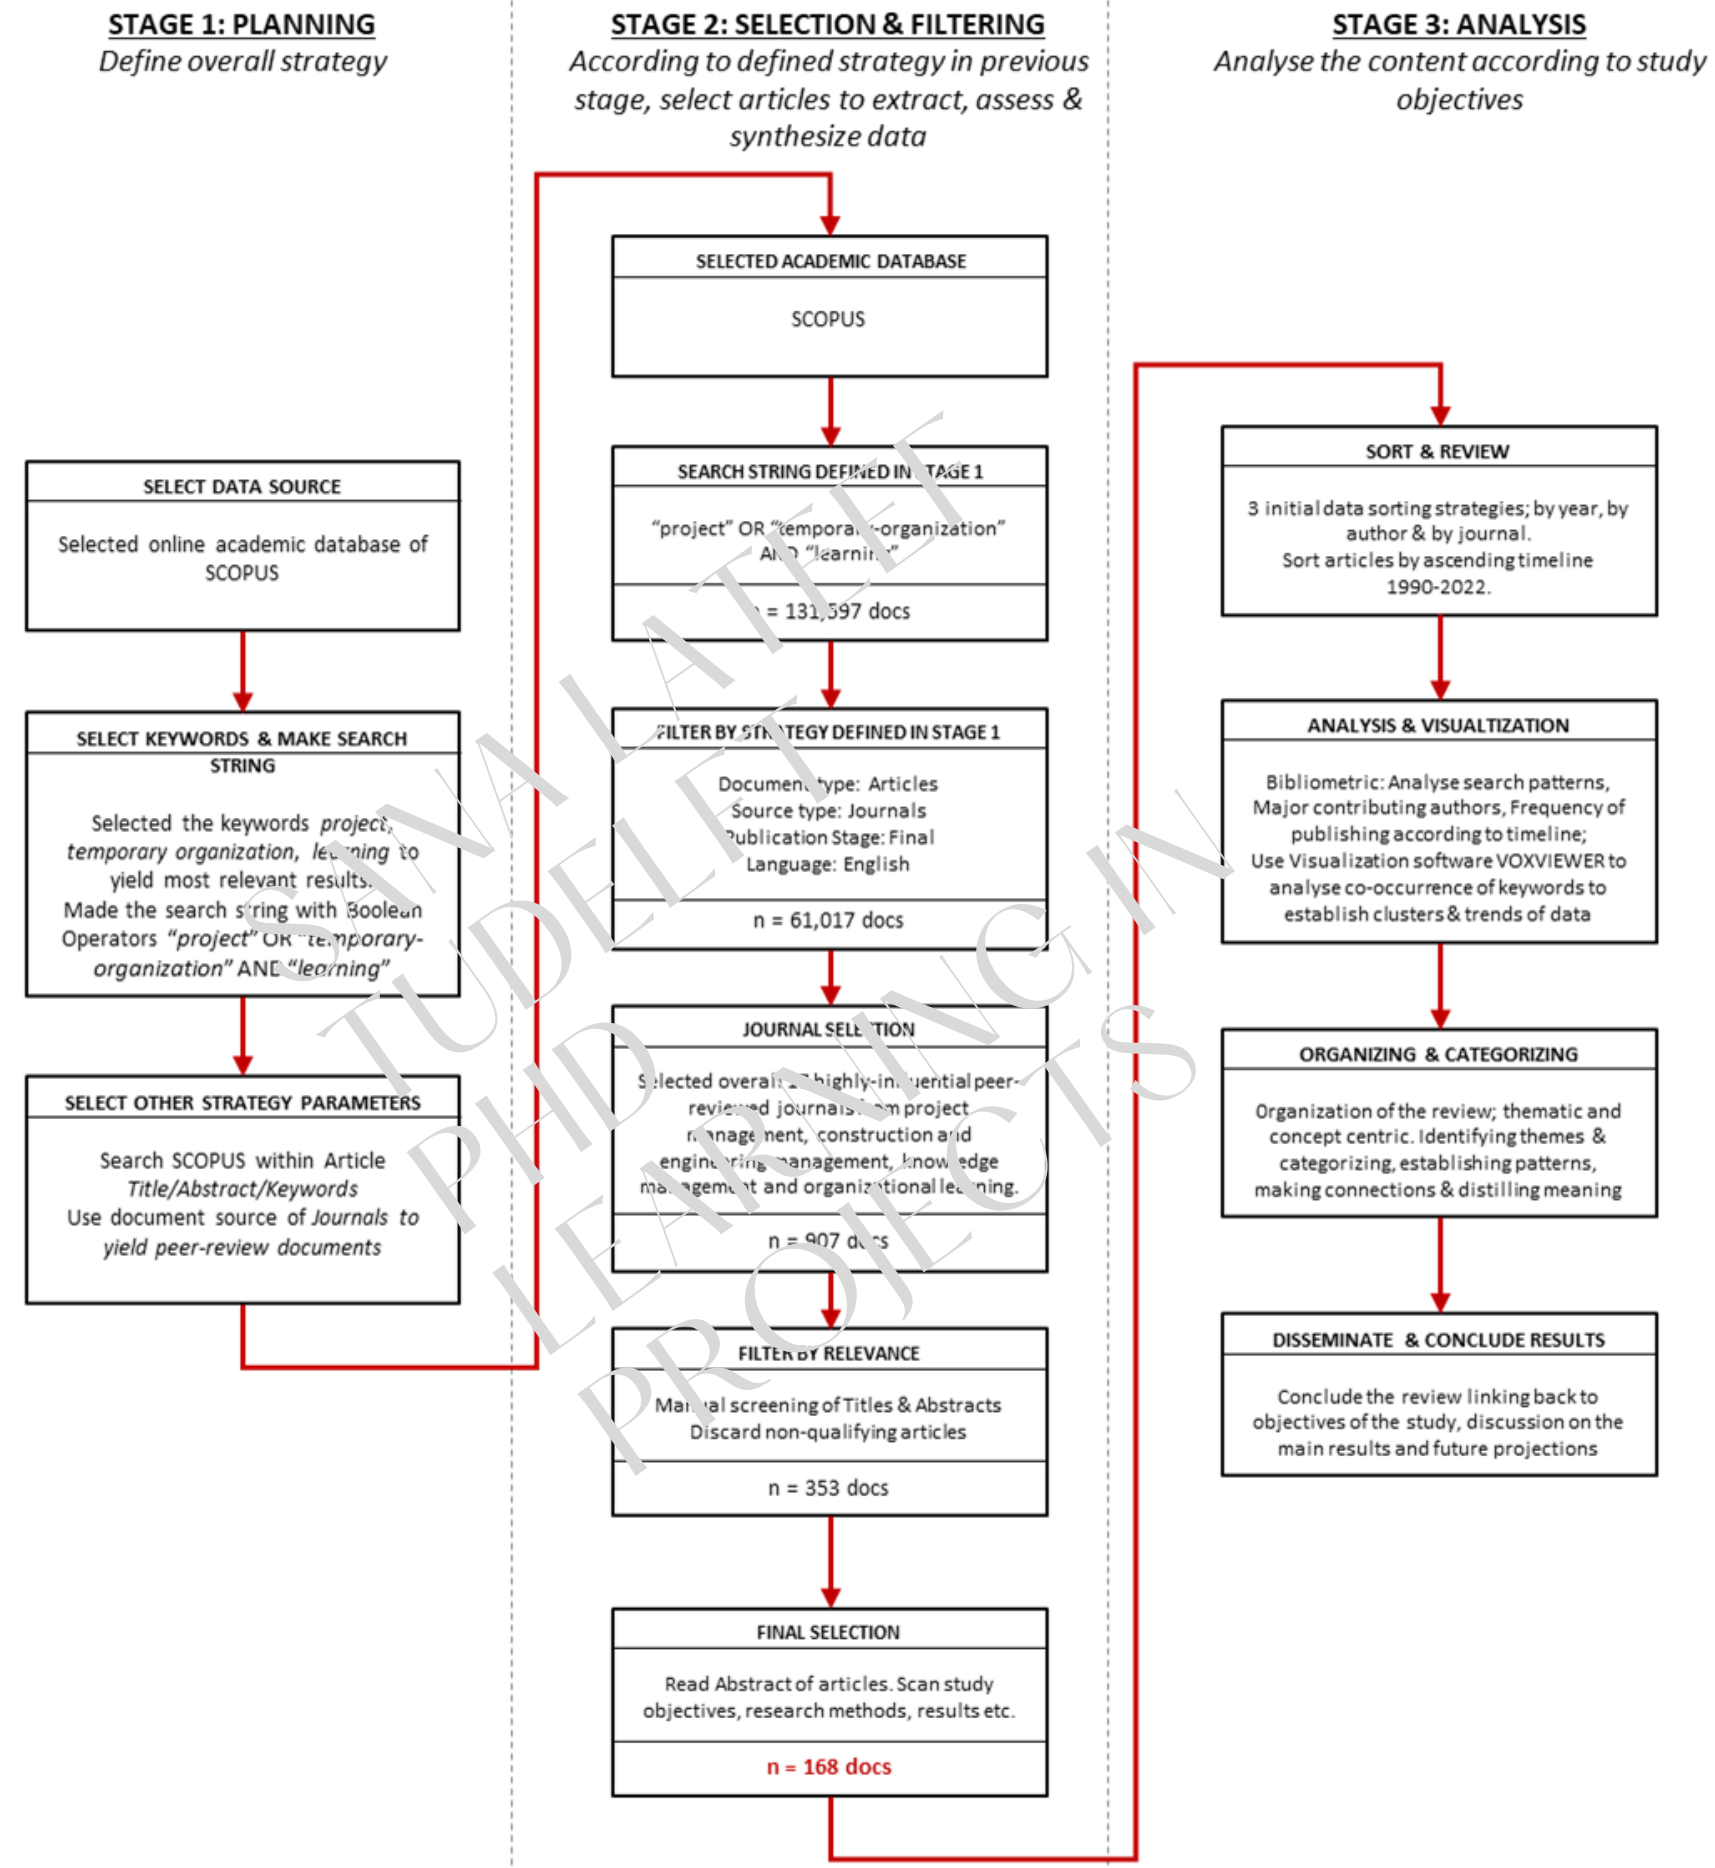 STAGE 1: PLANNING
Define overall strategy
SELECT DATA SOURCE
Selected online academic database of
SCOPUS
SELECT KEYWORDS & MAKE SEARCH
STRING
Selected the keywords project,
temporary organization, learning to
yield most relevant results.
Made the search string with Boolean
Operators “project” OR “temporary-
organization” AND “learning”
SELECT OTHER STRATEGY PARAMETERS
Search SCOPUS within Article
Title/Abstract/Keywords
Use document source of Journals to
yield peer-review documents
STAGE 2: SELECTION & FILTERING
According to defined strategy in previous
stage, select articles to extract, assess &
synthesize data
SELECTED ACADEMIC DATABASE
SCOPUS
SEARCH STRING DEFINED IN STAGE 1
“project” OR “temporary-organization”
AND “learning”
n = 131,597 docs
FILTER BY STRATEGY DEFINED IN STAGE 1
Document type: Articles
Source type: Journals
Publication Stage: Final
Language: English
n = 61,017 docs
JOURNAL SELECTION
Selected overall highly-influential peer-
reviewed journals from project
management, construction and
engineering management, knowledge
management and organizational learning.
n = 907 docs
FILTER BY RELEVANCE
Manual screening of Titles & Abstracts
Discard non-qualifying articles
n = 353 docs
FINAL SELECTION
Read Abstract of articles. Scan study
objectives, research methods, results etc.
n = 168 docs
STAGE 3: ANALYSIS
Analyse the content according to study
objectives
SORT & REVIEW
3 initial data sorting strategies; by year, by
author & by journal.
Sort articles by ascending timeline
1990-2022.
ANALYSIS & VISUALTIZATION
Bibliometric: Analyse search patterns,
Major contributing authors, Frequency of
publishing according to timeline;
Use Visualization software VOXVIEWER to
analyse co-occurrence of keywords to
establish clusters & trends of data
ORGANIZING & CATEGORIZING
Organization of the review; thematic and
concept centric. Identifying themes &
categorizing, establishing patterns,
making connections & distilling meaning
DISSEMINATE & CONCLUDE RESULTS
Conclude the review linking back to
objectives of the study, discussion on the
main results and future projections
SANA LATEEF
TUDELFT
PHD
LEARNING IN
PROJECTS